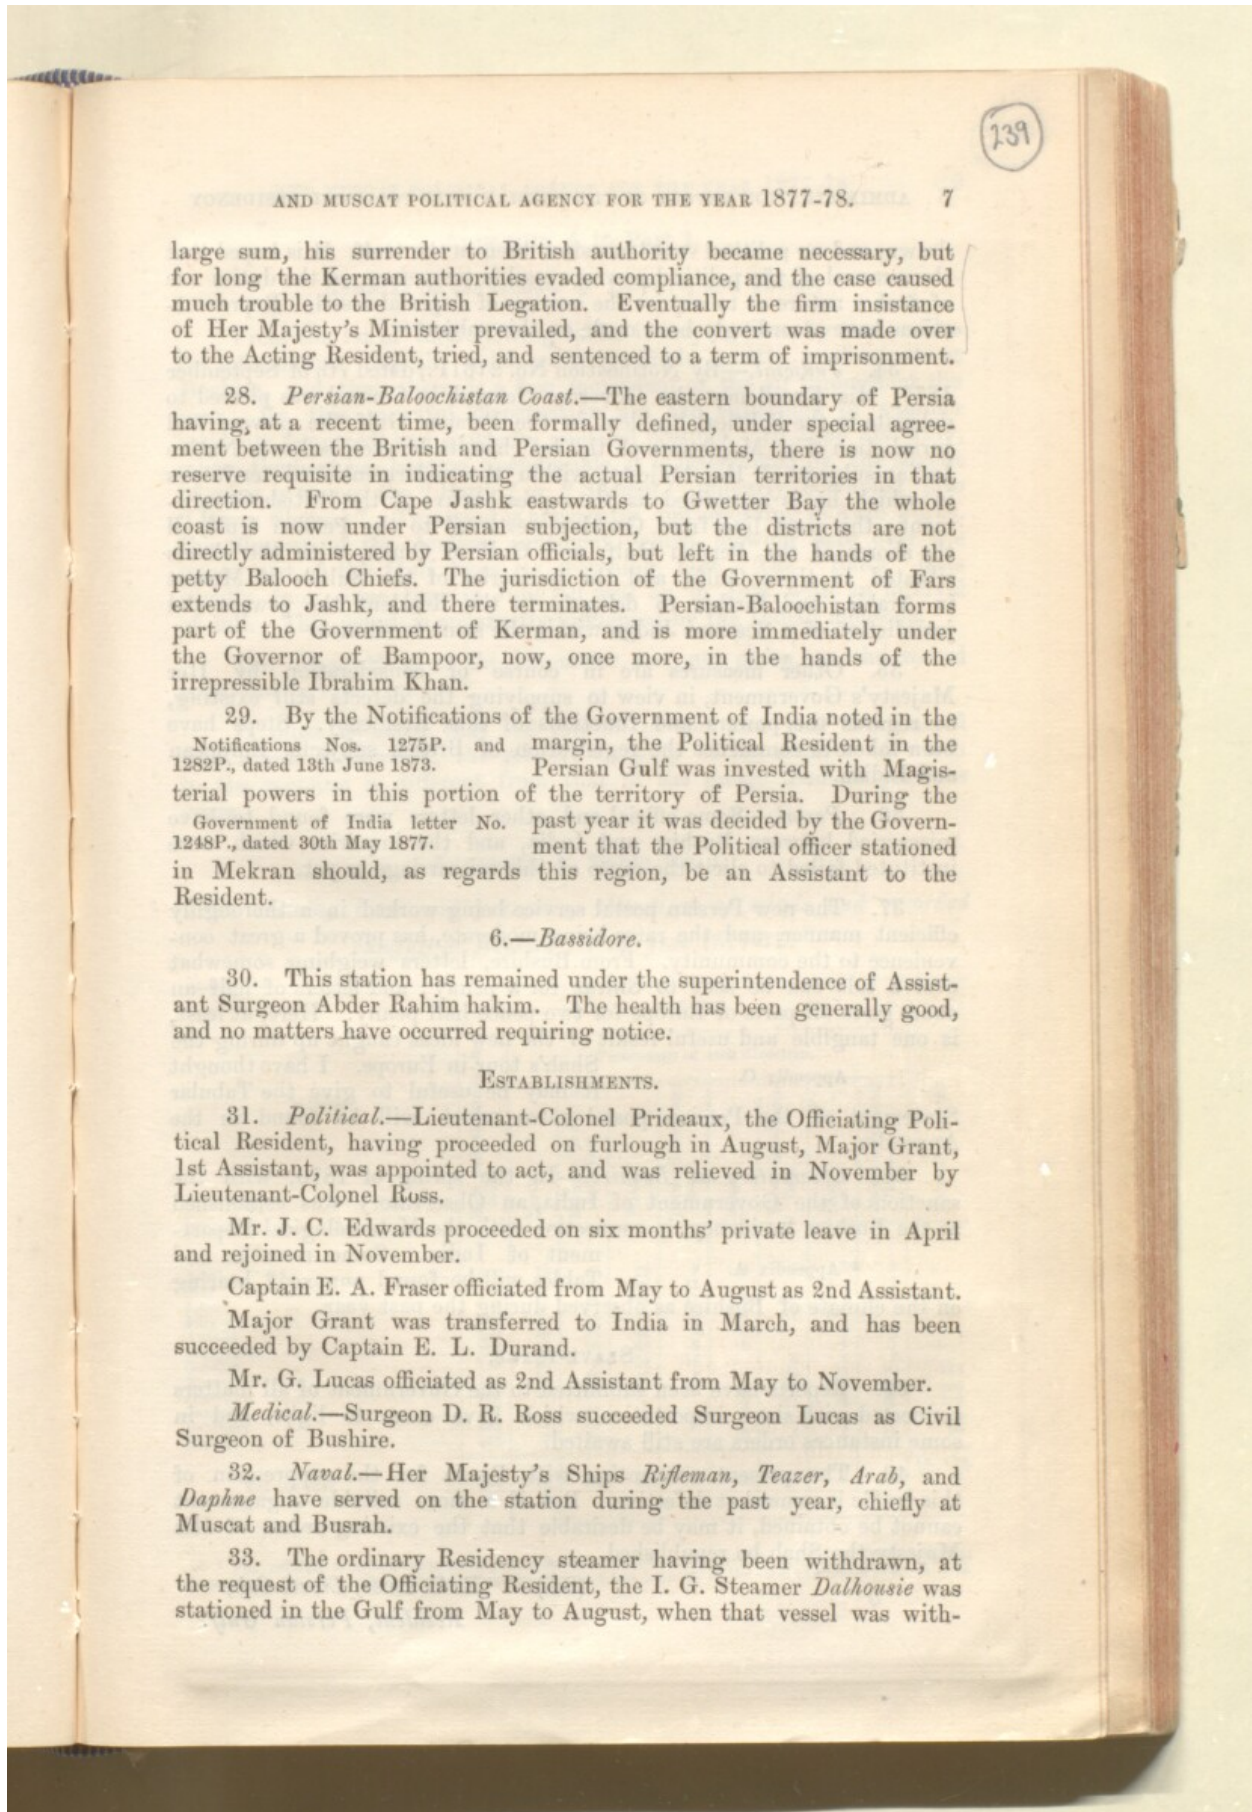 239
AND MUSCAT POLITICAL AGENCY FOR THE YEAR 1877-78. 7
large sum, his surrender to British authority became necessary, but
for long the Kerman authorities evaded compliance, and the case caused
much trouble to the British Legation. Eventually the firm insistance
of Her Majesty's Minister prevailed, and the convert was made over
to the Acting Resident, tried, and sentenced to a term of imprisonment.
28. Persian-Baloochistan Coast.—The eastern boundary of Persia
having, at a recent time, been formally defined, under special agree-
ment between the British and Persian Governments, there is now no
reserve requisite in indicating the actual Persian territories in that
direction. From Cape Jashk eastwards to Gwetter Bay the whole
coast is now under Persian subjection, but the districts are not
directly administered by Persian officials, but left in the hands of the
petty Balooch Chiefs. The jurisdiction of the Government of Fars
extends to Jashk, and there terminates. Persian-Baloochistan forms
part of the Government of Kerman, and is more immediately under
the Governor of Bampoor, now, once more, in the hands of the
irrepressible Ibrahim Khan.
29. By the Notifications of the Government of India noted in the
Notifications Nos. 1275P. and
1282P., dated 13th June 1873.
margin, the Political Resident in the
Persian Gulf was invested with Magis-
terial powers in this portion of the territory of Persia. During the
Government of India letter No.
1248P., dated 30th May 1877.
past year it was decided by the Govern-
ment that the Political officer stationed
in Mekran should, as regards this region, be an Assistant to the
Resident.
6.—Bassidore.
30. This station has remained under the superintendence of Assist-
ant Surgeon Abder Rahim hakim. The health has been generally good,
and no matters have occurred requiring notice.
ESTABLISHMENTS.
31. Political.—Lieutenant-Colonel Prideaux, the Officiating Poli-
tical Resident, having proceeded on furlough in August, Major Grant,
1st Assistant, was appointed to act, and was relieved in November by
Lieutenant-Colonel Ross.
Mr. J. C. Edwards proceeded on six months' private leave in April
and rejoined in November.
Captain E. A. Fraser officiated from May to August as 2nd Assistant.
Major Grant was transferred to India in March, and has been
succeeded by Captain E. L. Durand.
Mr. G. Lucas officiated as 2nd Assistant from May to November.
Medical.—Surgeon D. R. Ross succeeded Surgeon Lucas as Civil
Surgeon of Bushire.
32. Naval.—Her Majesty's Ships Rifleman, Teazer, Arab, and
Daphne have served on the station during the past year, chiefly at
Muscat and Busrah.
33. The ordinary Residency steamer having been withdrawn, at
the request of the Officiating Resident, the I. G. Steamer Dalhousie was
stationed in the Gulf from May to August, when that vessel was with-